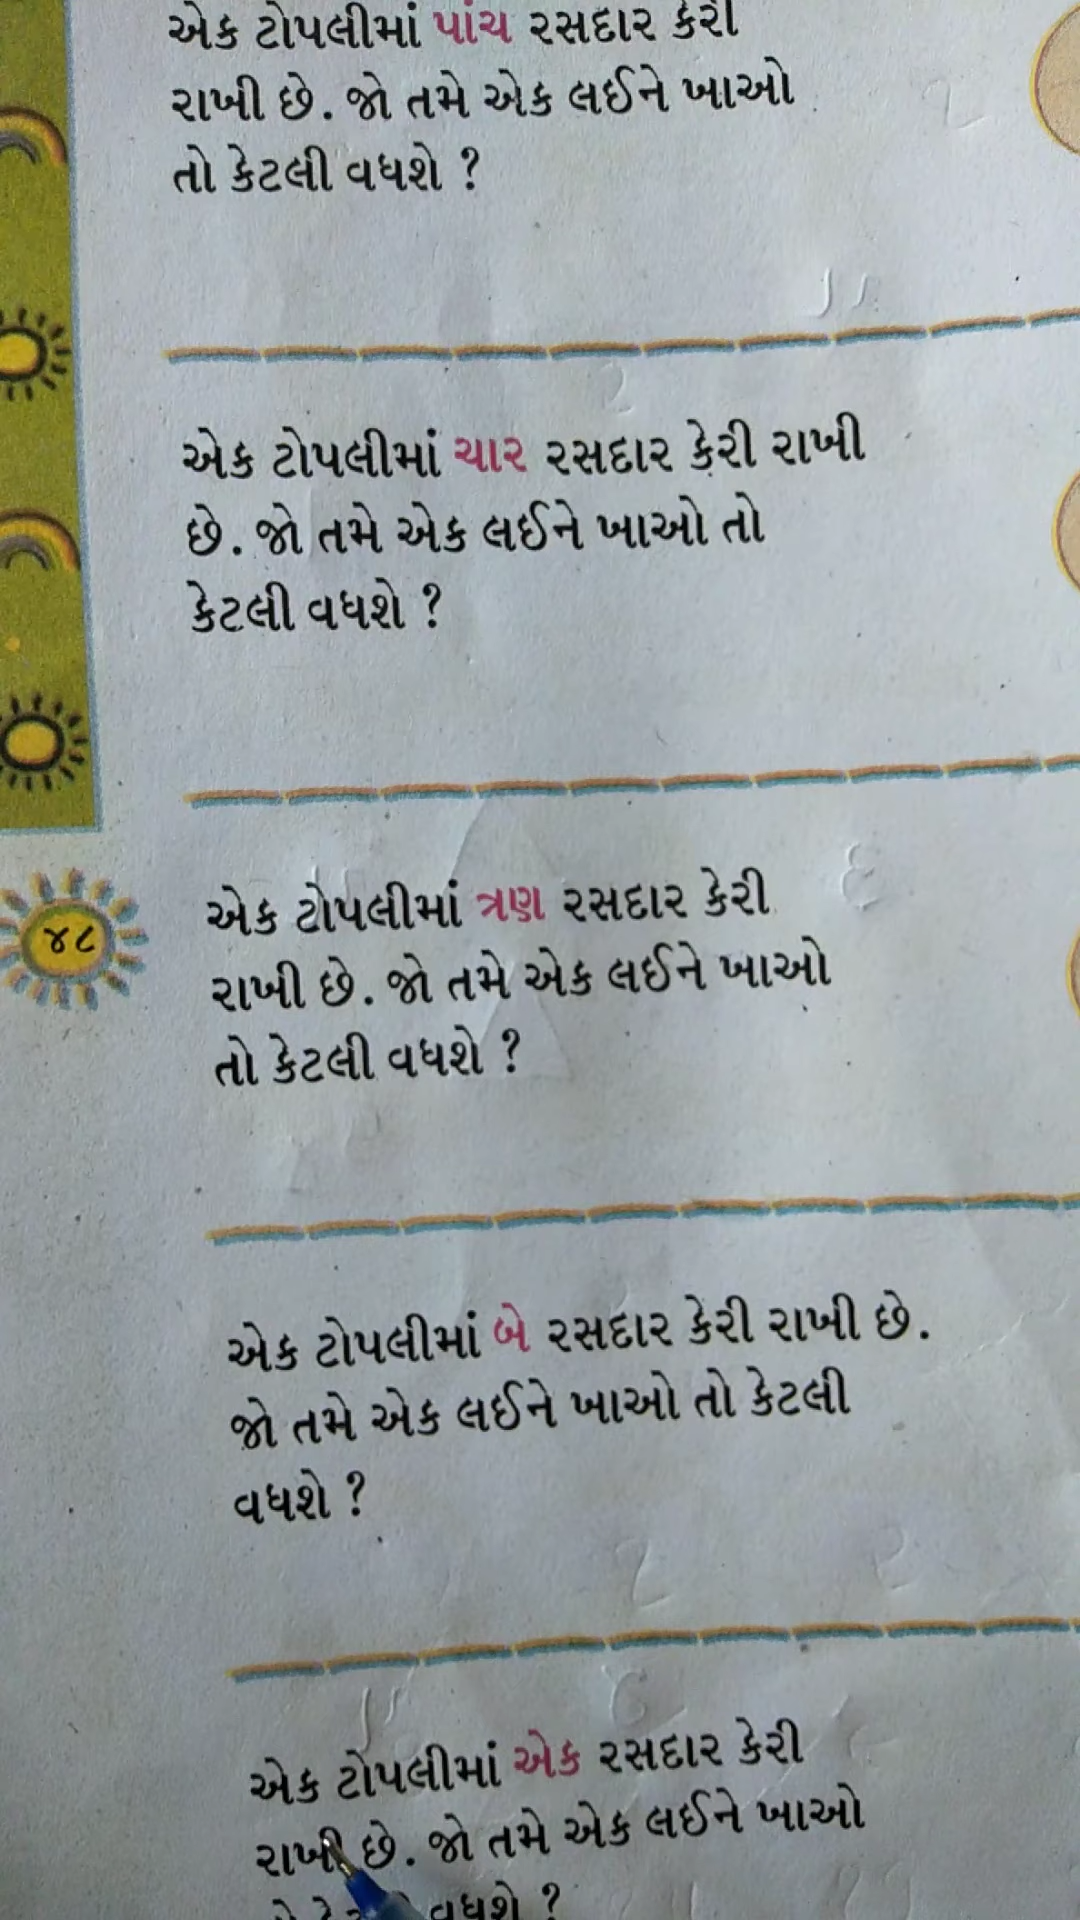 એક ટોપલીમાં પાંચ રસદાર કેરી
રાખી છે. જો તમે એક લઈને ખાઓ
તો કેટલી વધશે ?
એક ટોપલીમાં ચાર રસદાર કેરી રાખી
છે. જો તમે એક લઈને ખાઓ તો
કેટલી વધશે ?
૪૮
એક ટોપલીમાં ત્રણ રસદાર કેરી
રાખી છે. જો તમે એક લઈને ખાઓ
તો કેટલી વધશે ?
એક ટોપલીમાં બે રસદાર કેરી રાખી છે.
જો તમે એક લઈને ખાઓ તો કેટલી
વધશે ?
એક ટોપલીમાં એક રસદાર કેરી
રાખી છે. જો તમે એક લઈને ખાઓ
વધશે ?